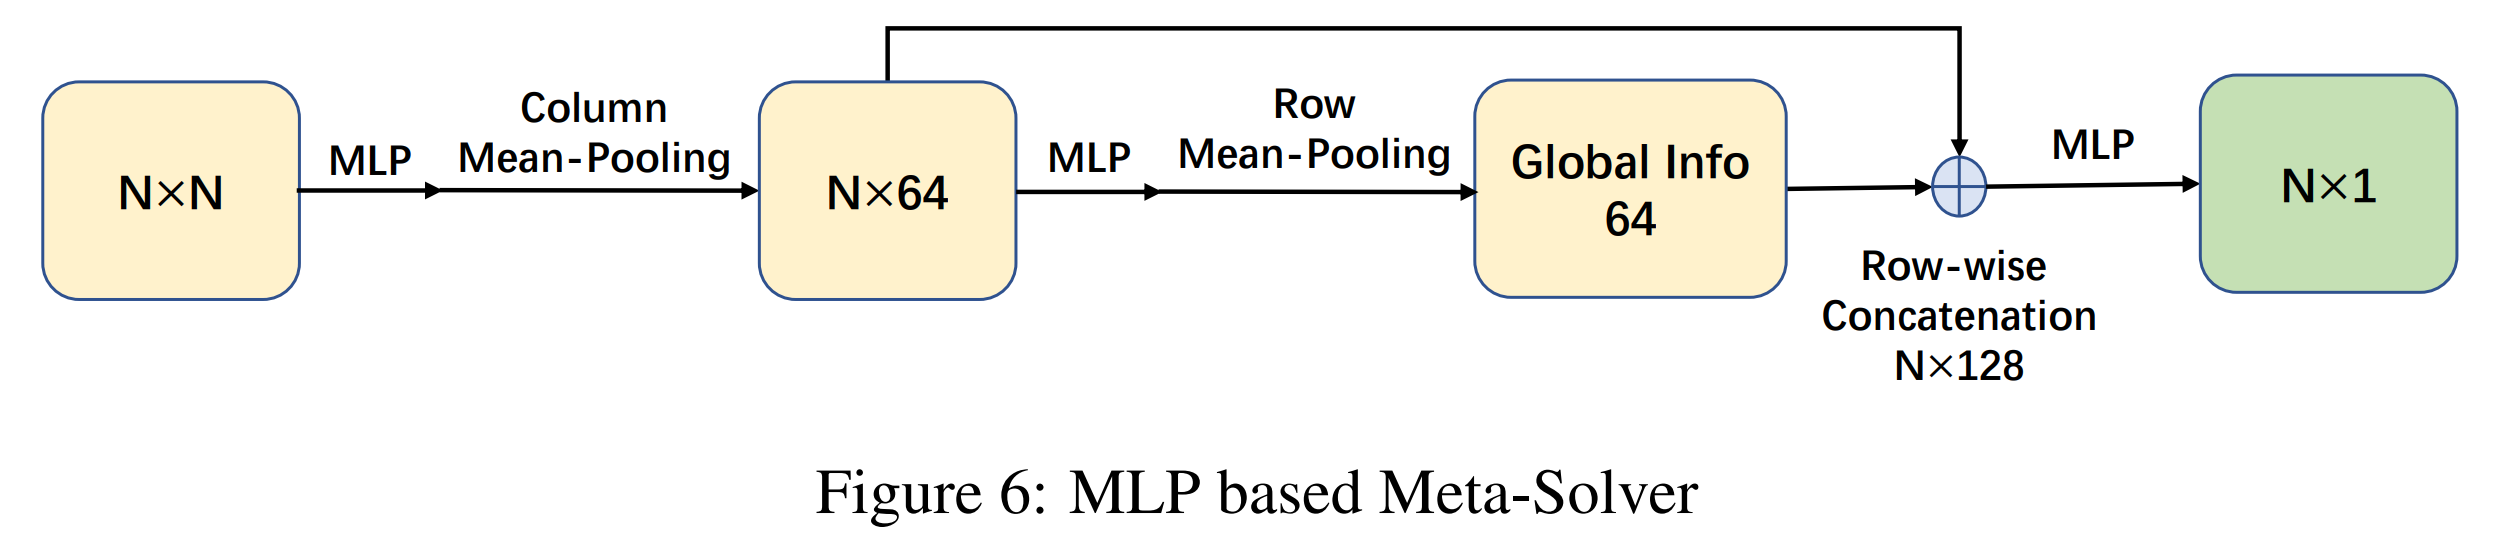 N×N
MLP
Column
Mean-Pooling
N×64
MLP
Row
Mean-Pooling
Global Info
64
Row-wise
Concatenation
N×128
MLP
N×1
Figure 6: MLP based Meta-Solver